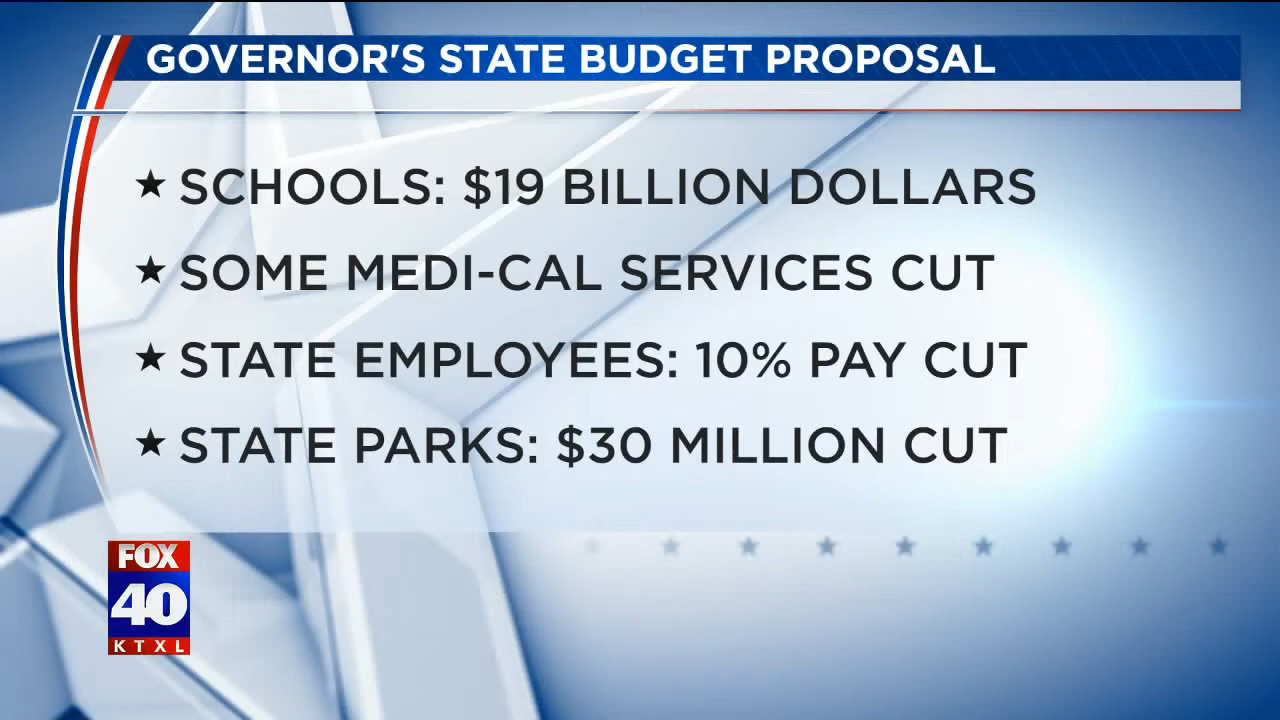 GOVERNOR'S STATE BUDGET PROPOSAL
★ SCHOOLS: $19 BILLION DOLLARS
★ SOME MEDI-CAL SERVICES CUT
★ STATE EMPLOYEES: 10% PAY CUT
★ STATE PARKS: $30 MILLION CUT
FOX
40
KTXL